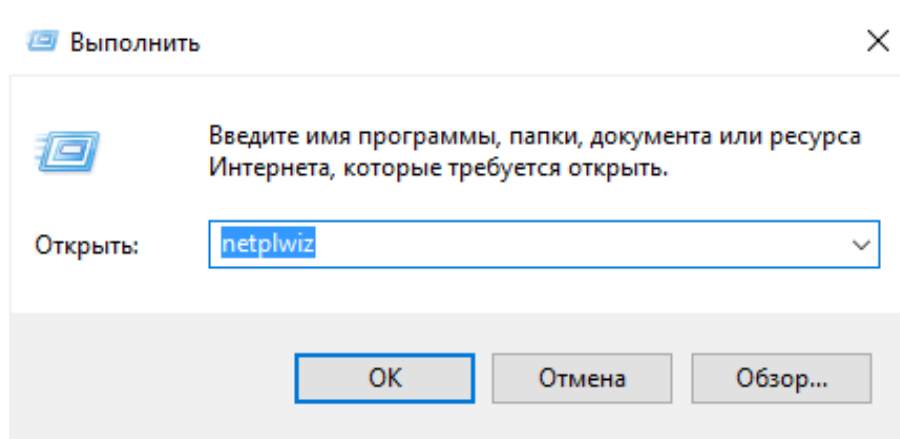 Выполнить
Введите имя программы, папки, документа или ресурса
Интернета, которые требуется открыть.
Открыть: netplwiz
OK Отмена Обзор...